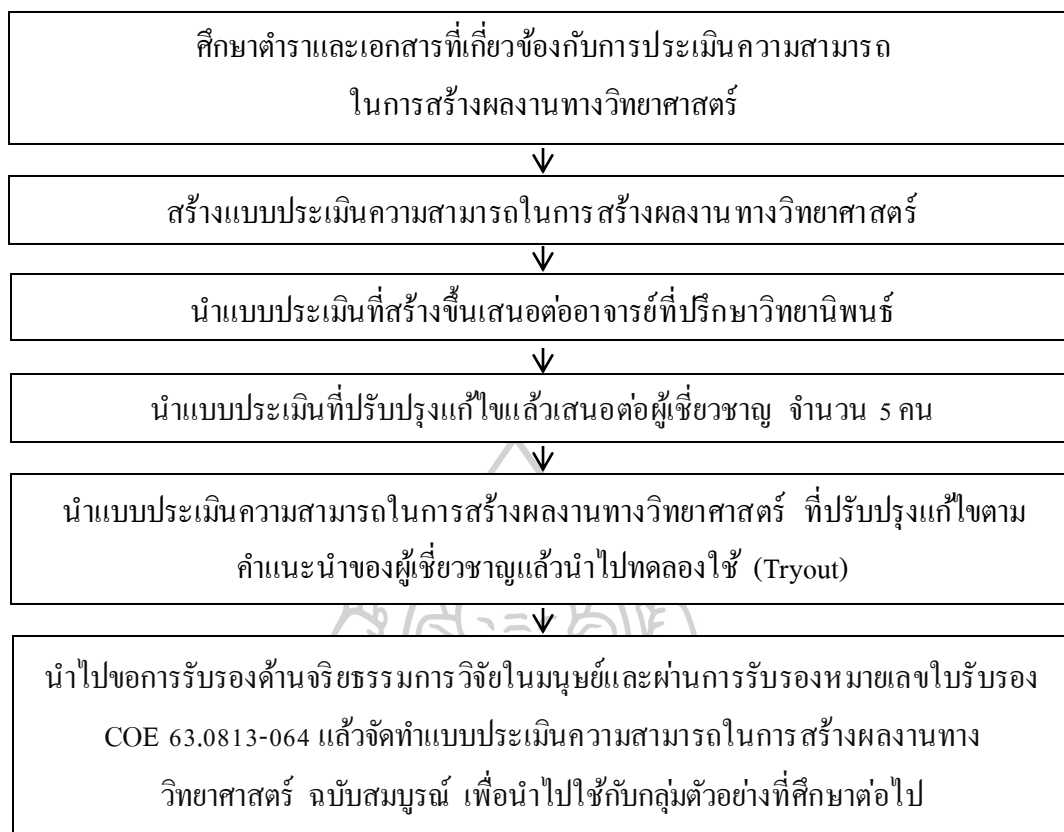 ศึกษาตำราและเอกสารที่เกี่ยวข้องกับการประเมินความสามารถ
ในการสร้างผลงานทางวิทยาศาสตร์
สร้างแบบประเมินความสามารถในการสร้างผลงานทางวิทยาศาสตร์
นำแบบประเมินที่สร้างขึ้นเสนอต่ออาจารย์ที่ปรึกษาวิทยานิพนธ์
นำแบบประเมินที่ปรับปรุงแก้ไขแล้วเสนอต่อผู้เชี่ยวชาญ จำนวน 5 คน
นำแบบประเมินความสามารถในการสร้างผลงานทางวิทยาศาสตร์ ที่ปรับปรุงแก้ไขตาม
คำแนะนำของผู้เชี่ยวชาญแล้วนำไปทดลองใช้ (Tryout)
นำไปขอการรับรองด้านจริยธรรมการวิจัยในมนุษย์และผ่านการรับรองหมายเลขใบรับรอง
COE 63.0813-064 แล้วจัดทำแบบประเมินความสามารถในการสร้างผลงานทาง
วิทยาศาสตร์ ฉบับสมบูรณ์ เพื่อนำไปใช้กับกลุ่มตัวอย่างที่ศึกษาต่อไป